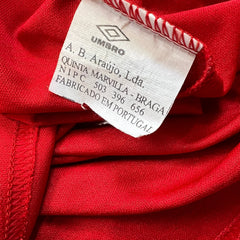 UMBRO
A. B. Araújo, Lda.
QUINTA MARVILLA - BRAGA
N I P C 503 396 656
FABRICADO EM PORTUGAL